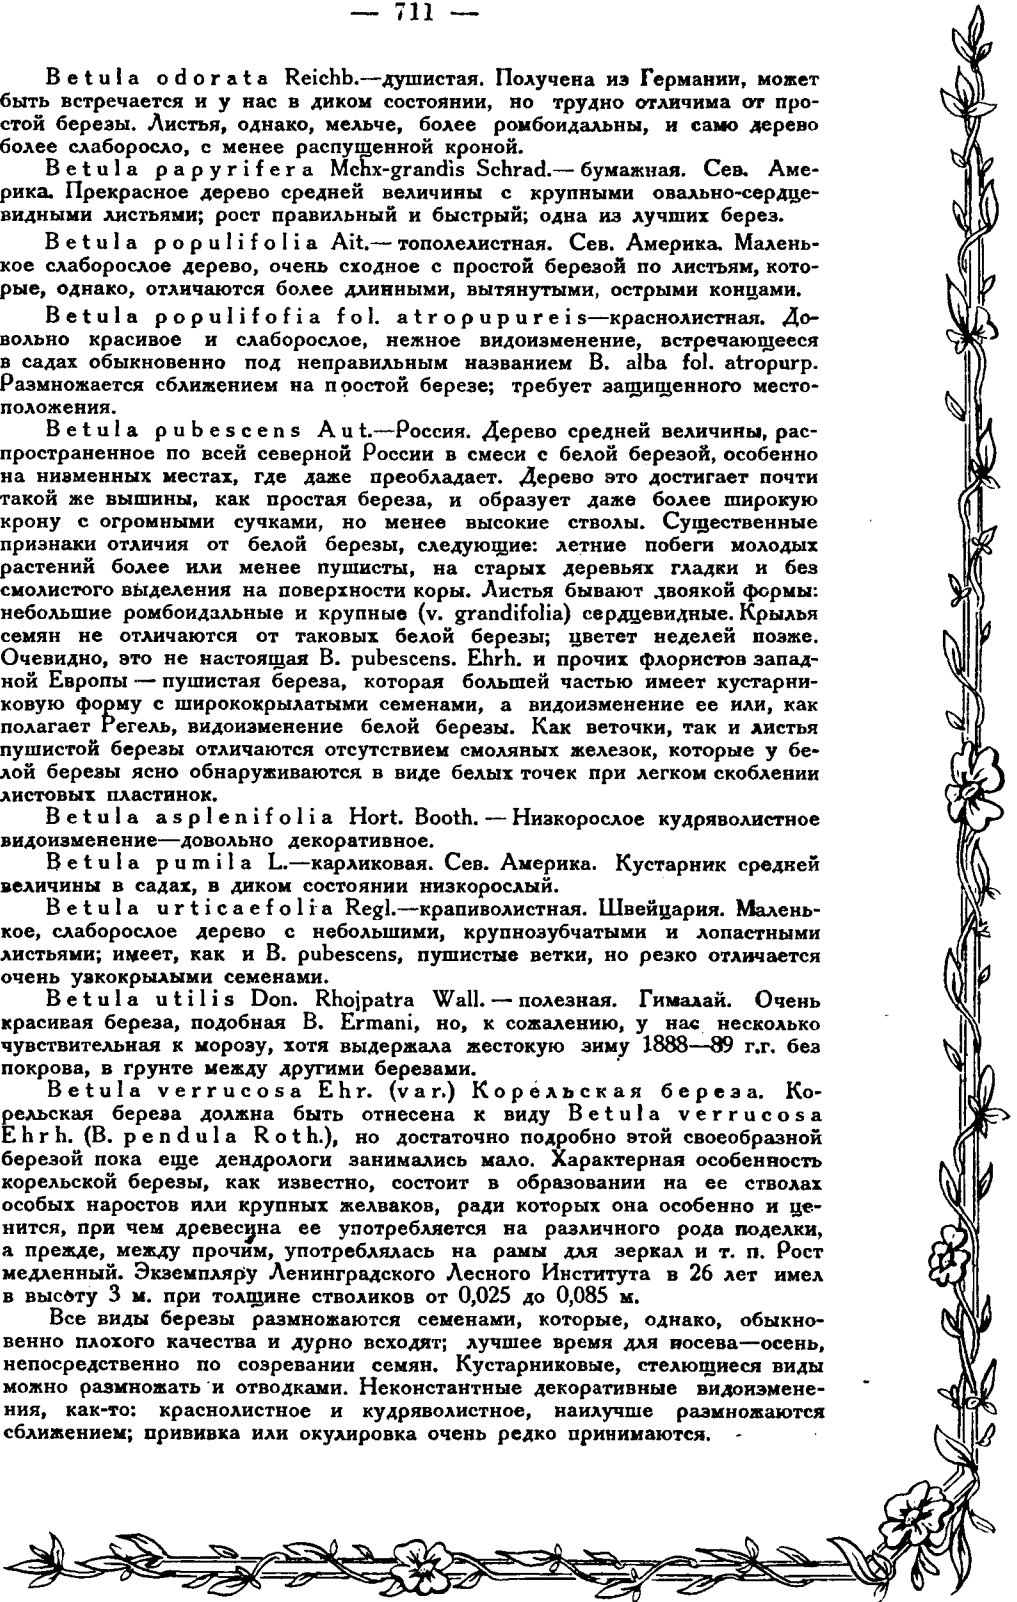 — 711 —
Betula odorata Reichb.—душистая. Получена из Германии, может
быть встречается и у нас в диком состоянии, но трудно отличима от про-
стой березы. Листья, однако, мельче, более ромбоидальны, и само дерево
более слаборосло, с менее распущенной кроной.
Betula papyrifera Mchx-grandis Schrad.—бумажная. Сев. Аме-
рика. Прекрасное дерево средней величины с крупными овально-сердце-
видными листьями; рост правильный и быстрый; одна из лучших берез.
Betula populifolia Ait.—тополелистная. Сев. Америка. Малень-
кое слаборослое дерево, очень сходное с простой березой по листьям, кото-
рые, однако, отличаются более длинными, вытянутыми, острыми концами.
Betula populifofia fol. atropupureis—краснолистная. До-
вольно красивое и слаборослое, нежное видоизменение, встречающееся
в садах обыкновенно под неправильным названием B. alba fol. atropurp.
Размножается сближением на простой березе; требует защищенного место-
положения.
Betula pubescens Aut.—Россия. Дерево средней величины, рас-
пространенное по всей северной России в смеси с белой березой, особенно
на низменных местах, где даже преобладает. Дерево это достигает почти
такой же вышины, как простая береза, и образует даже более широкую
крону с огромными сучками, но менее высокие стволы. Существенные
признаки отличия от белой березы, следующие: летние побеги молодых
растений более или менее пушисты, на старых деревьях гладки и без
смолистого выделения на поверхности коры. Листья бывают двоякой формы:
небольшие ромбоидальные и крупные (v. grandifolia) сердцевидные. Крылья
семян не отличаются от таковых белой березы; цветет неделей позже.
Очевидно, это не настоящая B. pubescens. Ehrh. и прочих флористов запад-
ной Европы — пушистая береза, которая большей частью имеет кустарни-
ковую форму с ширококрылатыми семенами, а видоизменение ее или, как
полагает Регель, видоизменение белой березы. Как веточки, так и листья
пушистой березы отличаются отсутствием смоляных железок, которые у бе-
лой березы ясно обнаруживаются в виде белых точек при легком скоблении
листовых пластинок.
Betula asplenifolia Hort. Booth. — Низкорослое кудряволистное
видоизменение—довольно декоративное.
Betula pumila L.—карликовая. Сев. Америка. Кустарник средней
величины в садах, в диком состоянии низкорослый.
Betula urticaefolia Regl.—крапиволистная. Швейцария. Малень-
кое, слаборослое дерево с небольшими, крупнозубчатыми и лопастными
листьями; имеет, как и B. pubescens, пушистые ветки, но резко отличается
очень узкокрылыми семенами.
Betula utilis Don. Rhojpatra Wall. — полезная. Гималай. Очень
красивая береза, подобная B. Ermani, но, к сожалению, у нас несколько
чувствительная к морозу, хотя выдержала жестокую зиму 1888—89 г.г. без
покрова, в грунте между другими березами.
Betula verrucosa Ehr. (var.) Корельская береза. Ко-
рельская береза должна быть отнесена к виду Betula verrucosa
Ehrh. (B. pendula Roth.), но достаточно подробно этой своеобразной
березой пока еще дендрологи занимались мало. Характерная особенность
корельской березы, как известно, состоит в образовании на ее стволах
особых наростов или крупных желваков, ради которых она особенно и це-
нится, при чем древесина ее употребляется на различного рода поделки,
а прежде, между прочим, употреблялась на рамы для зеркал и т. п. Рост
медленный. Экземпляру Ленинградского Лесного Института в 26 лет имел
в высоту 3 м. при толщине стволиков от 0,025 до 0,085 м.
Все виды березы размножаются семенами, которые, однако, обыкно-
венно плохого качества и дурно всходят; лучшее время для посева—осень,
непосредственно по созревании семян. Кустарниковые, стелющиеся виды
можно размножать и отводками. Неконстантные декоративные видоизмене-
ния, как-то: краснолистное и кудряволистное, наилучше размножаются
сближением; прививка или окулировка очень редко принимаются.